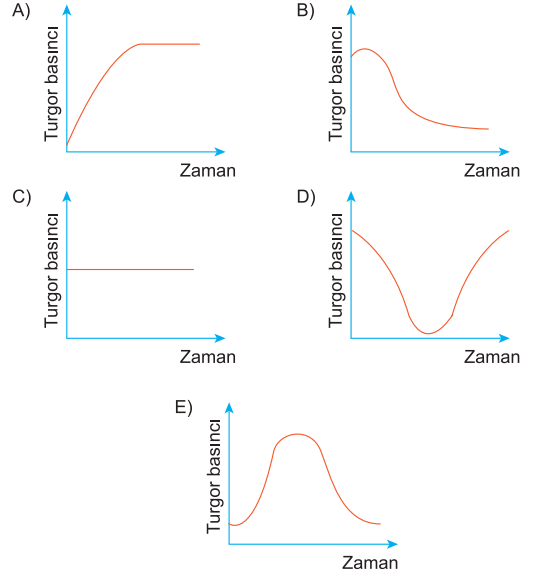 A)
Turgor basıncı
Zaman
B)
Turgor basıncı
Zaman
C)
Turgor basıncı
Zaman
D)
Turgor basıncı
Zaman
E)
Turgor basıncı
Zaman